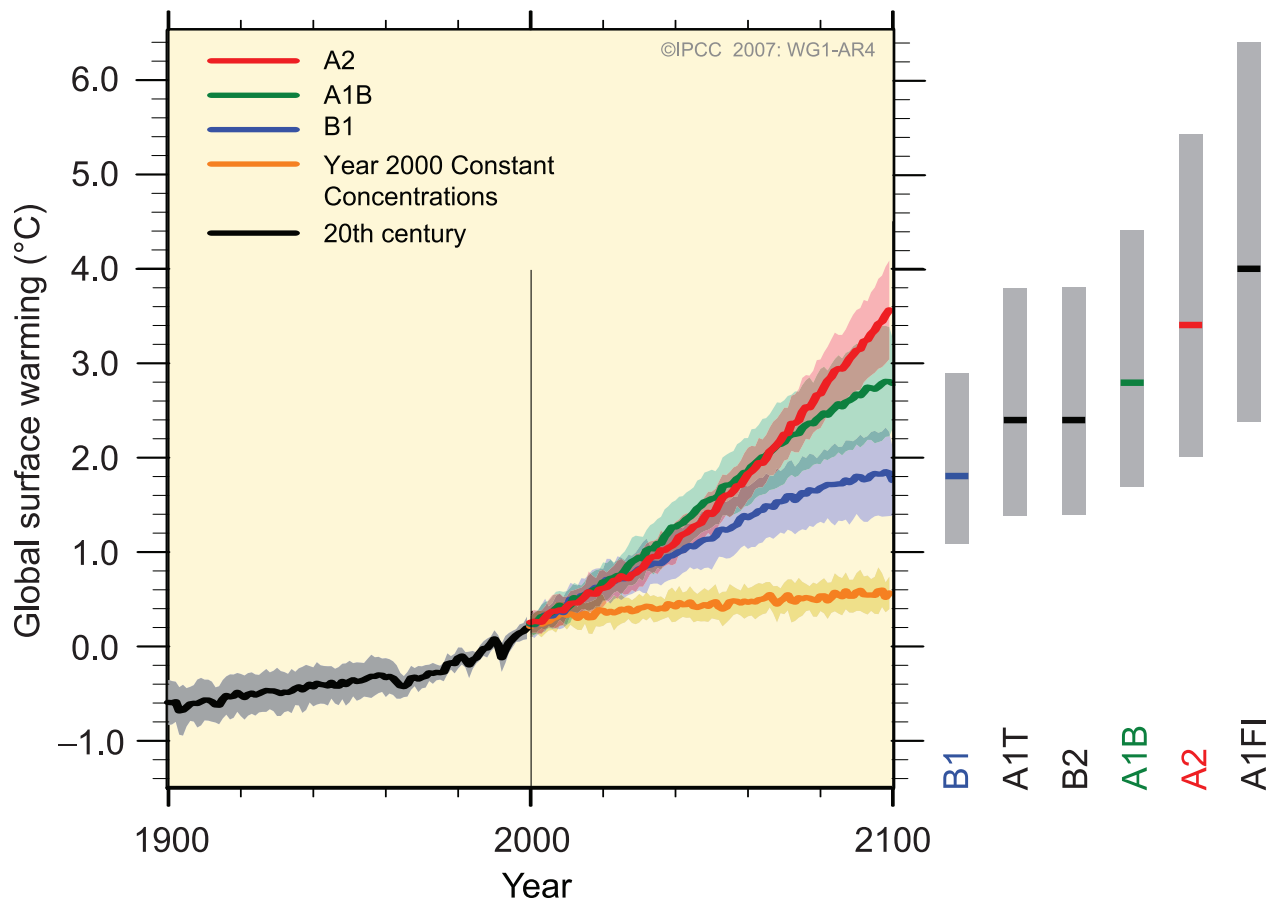 ©IPCC 2007: WG1-AR4
A2
A1B
B1
Year 2000 Constant
Concentrations
20th century
Global surface warming (°C)
6.0
5.0
4.0
3.0
2.0
1.0
0.0
–1.0
1900
2000
2100
Year
B1
A1T
B2
A1B
A2
A1FI